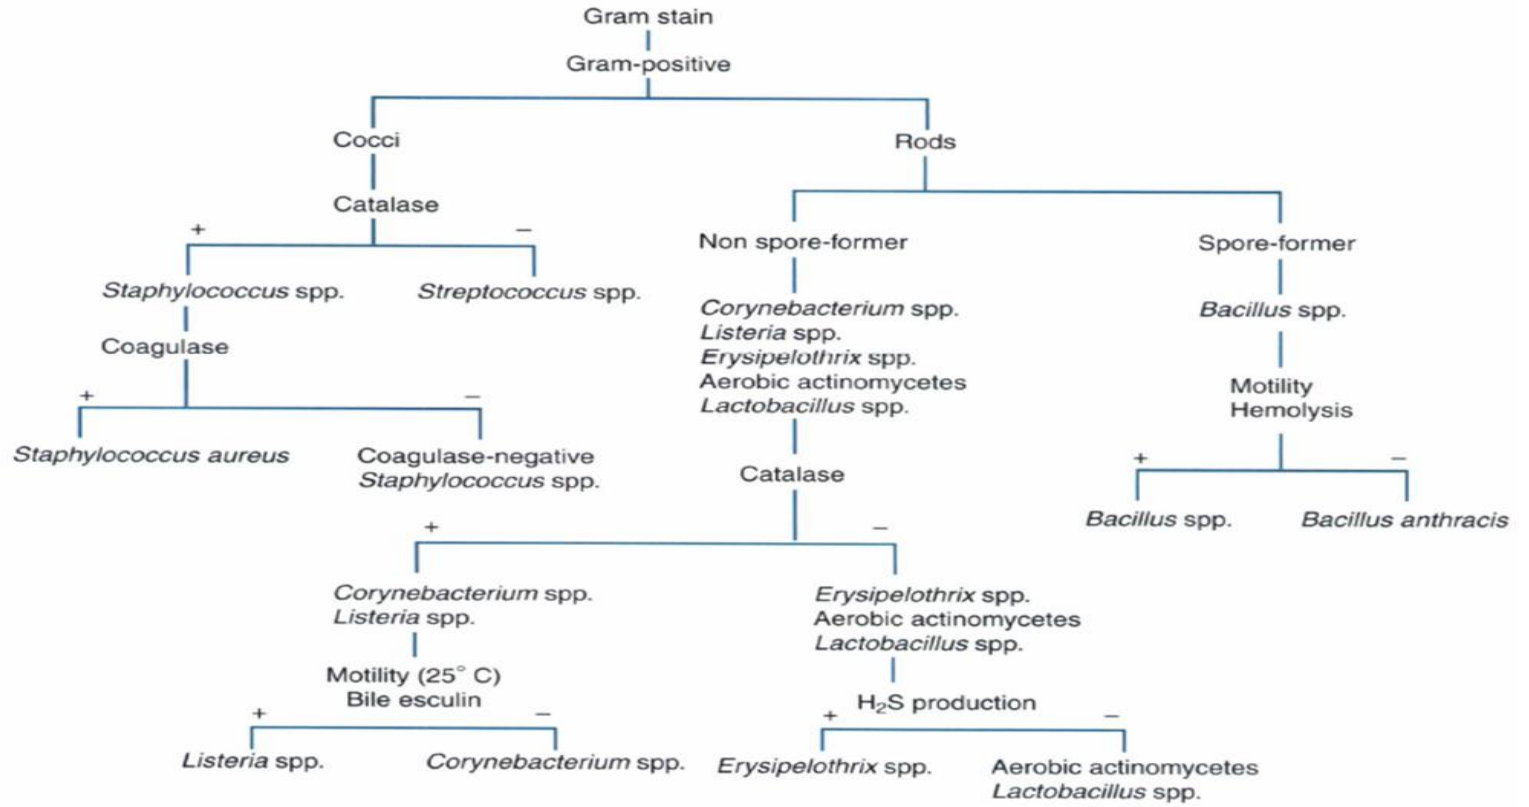 Gram stain
Gram-positive
Cocci
Rods
Catalase
+
−
Non spore-former
Spore-former
Staphylococcus spp.
Streptococcus spp.
Corynebacterium spp.
Listeria spp.
Erysipelothrix spp.
Aerobic actinomycetes
Lactobacillus spp.
Bacillus spp.
Coagulase
+
−
Motility
Hemolysis
Staphylococcus aureus
Coagulase-negative
Staphylococcus spp.
Catalase
+
−
+
−
Bacillus spp.
Bacillus anthracis
Corynebacterium spp.
Listeria spp.
Erysipelothrix spp.
Aerobic actinomycetes
Lactobacillus spp.
Motility (25° C)
Bile esculin
+
−
H₂S production
+
−
Listeria spp.
Corynebacterium spp.
Erysipelothrix spp.
Aerobic actinomycetes
Lactobacillus spp.